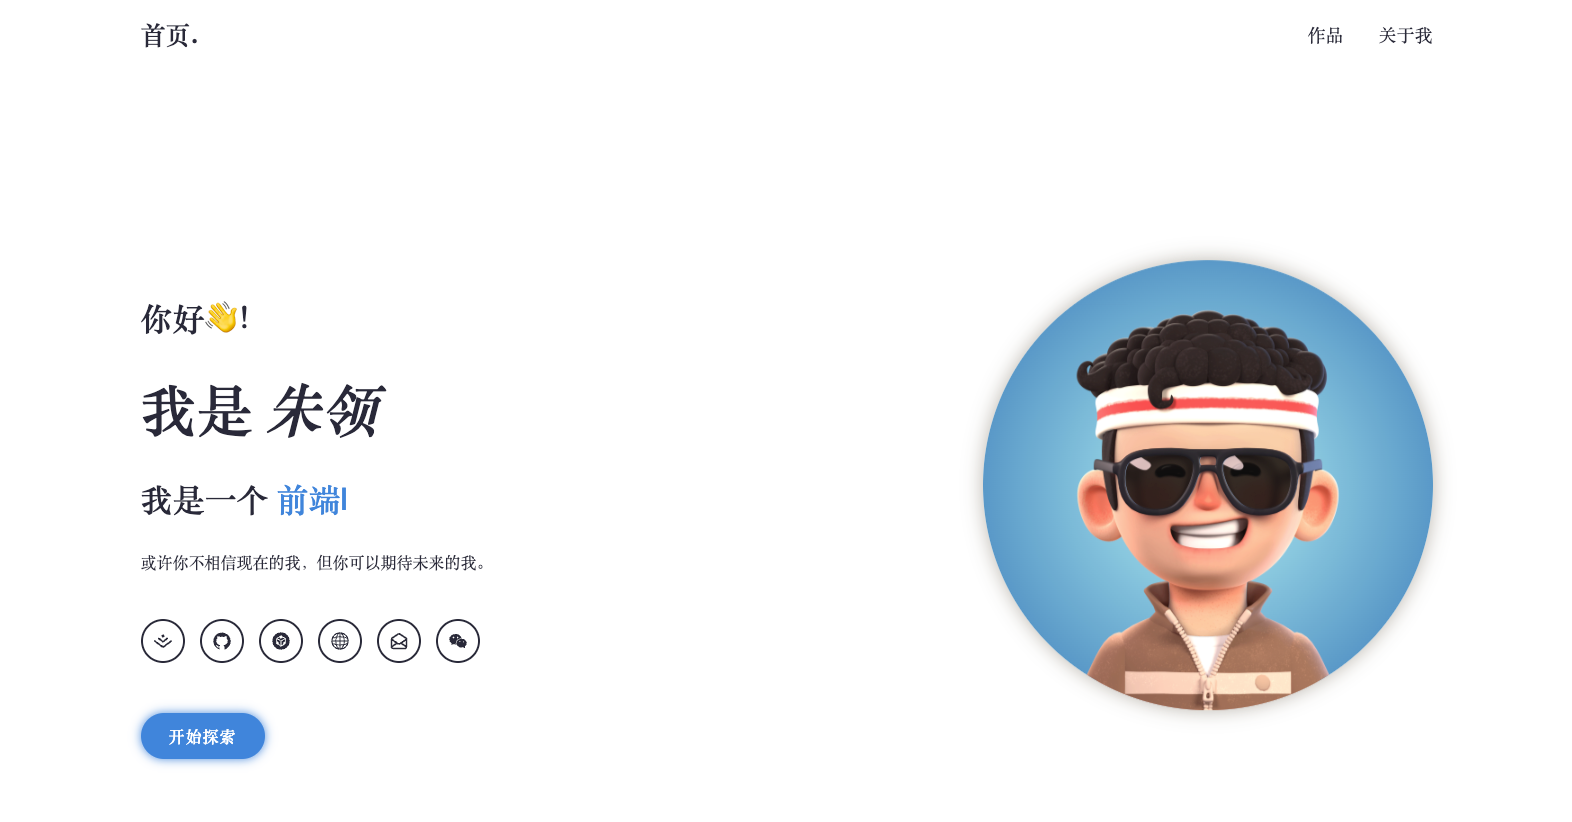 首页.
作品 关于我
你好👋!
我是 朱领
我是一个 前端|
或许你不相信现在的我，但你可以期待未来的我。
开始探索